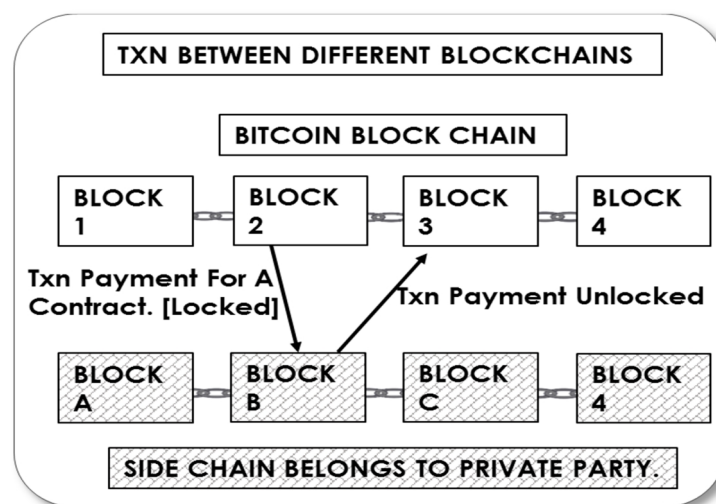 TXN BETWEEN DIFFERENT BLOCKCHAINS
BITCOIN BLOCK CHAIN
BLOCK
1
BLOCK
2
BLOCK
3
BLOCK
4
Txn Payment For A
Contract. [Locked]
Txn Payment Unlocked
BLOCK
A
BLOCK
B
BLOCK
C
BLOCK
4
SIDE CHAIN BELONGS TO PRIVATE PARTY.